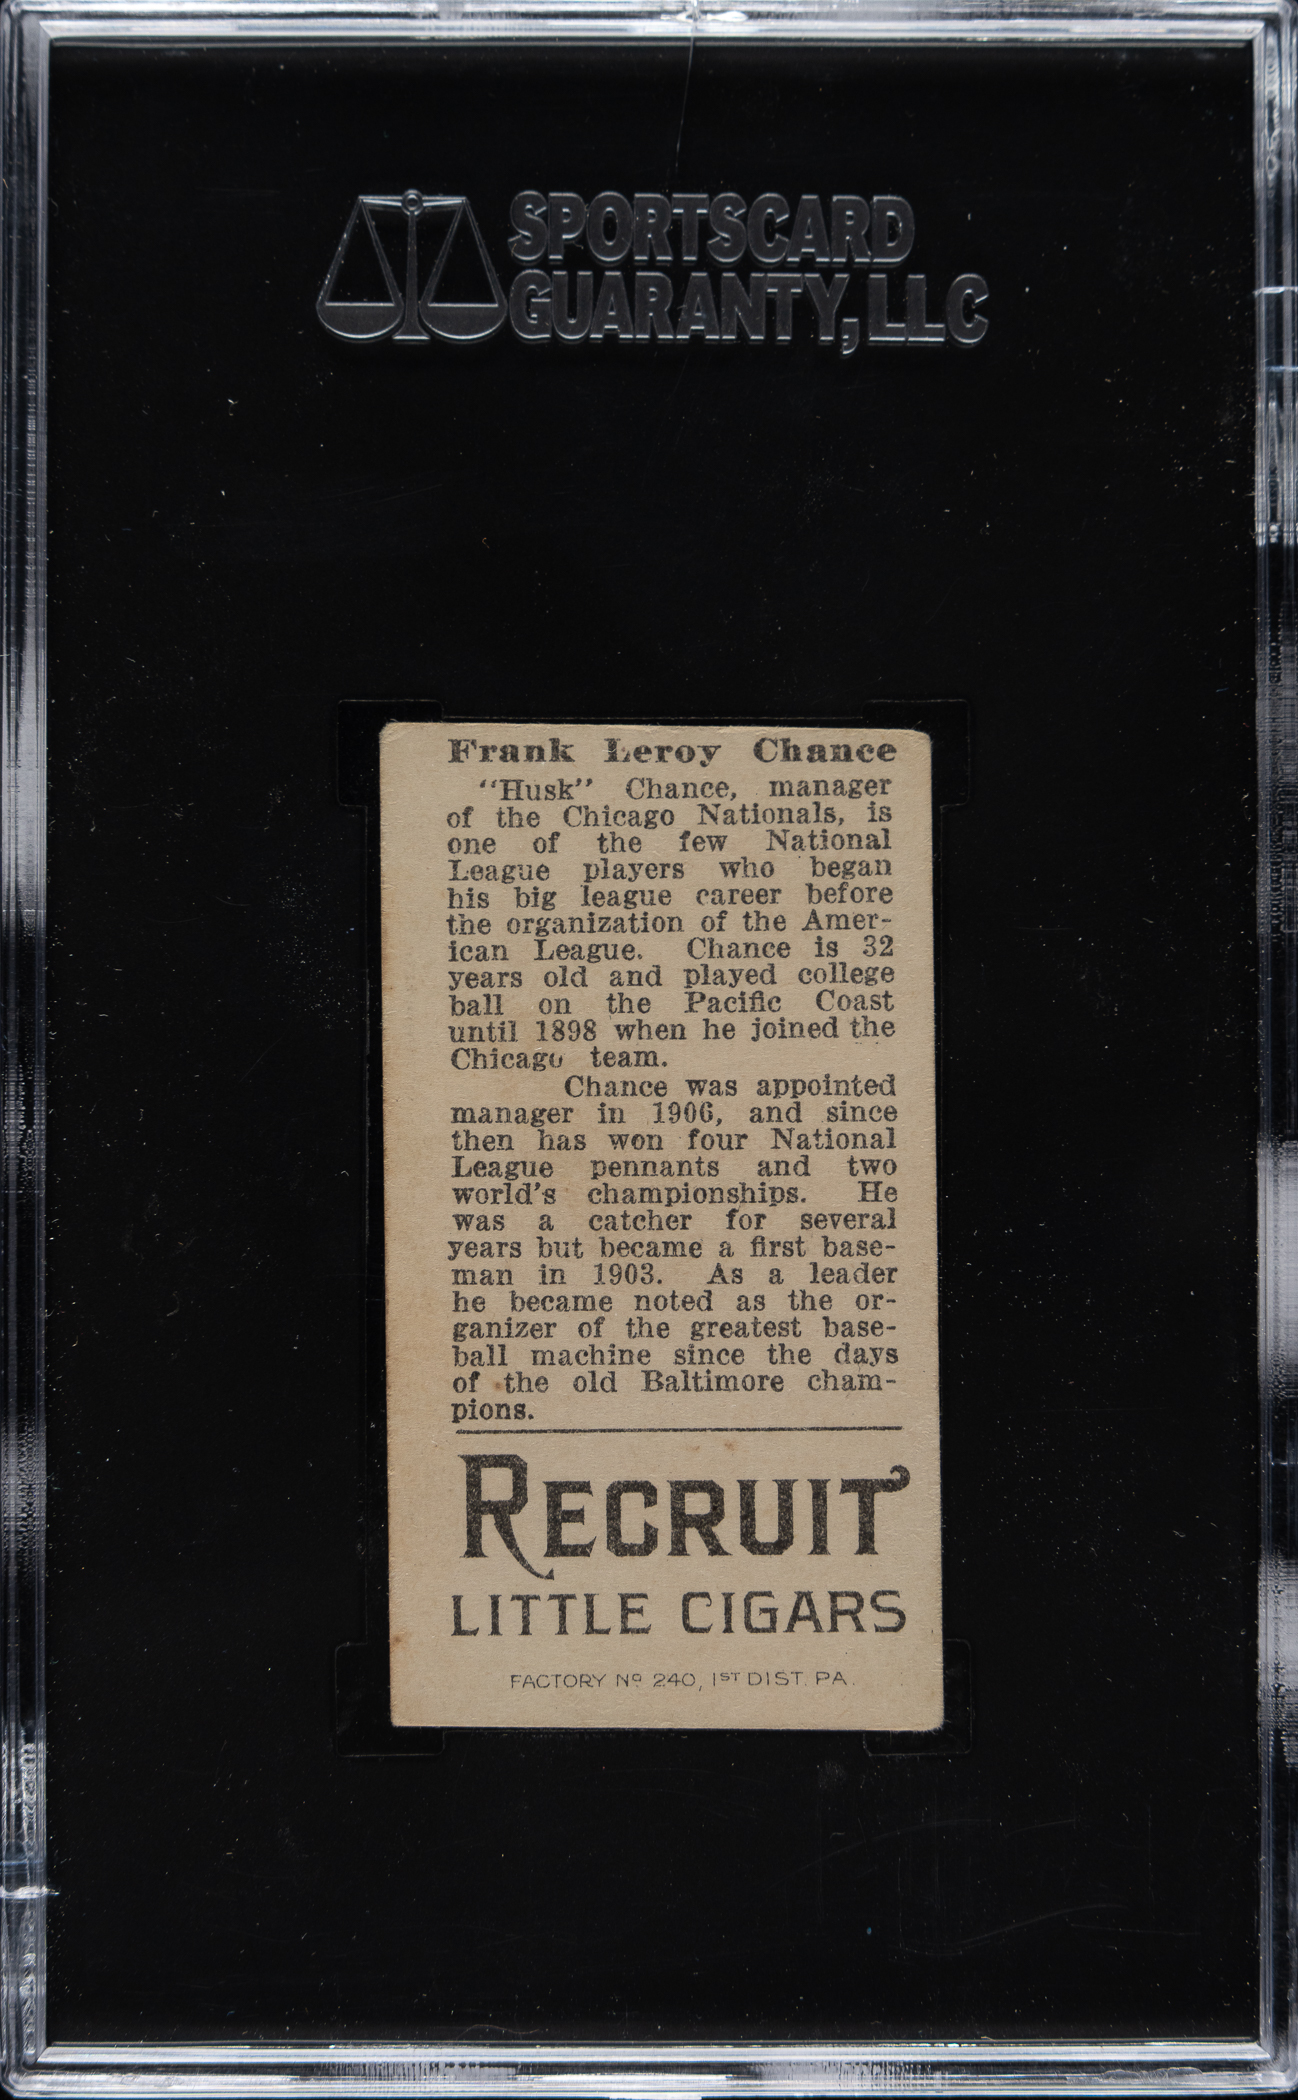 SPORTSCARD
GUARANTY, LLC
Frank Leroy Chance
"Husk" Chance, manager
of the Chicago Nationals, is
one of the few National
League players who began
his big league career before
the organization of the Amer-
ican League. Chance is 32
years old and played college
ball on the Pacific Coast
until 1898 when he joined the
Chicago team.
Chance was appointed
manager in 1906, and since
then has won four National
League pennants and two
world's championships. He
was a catcher for several
years but became a first base-
man in 1903. As a leader
he became noted as the or-
ganizer of the greatest base-
ball machine since the days
of the old Baltimore cham-
pions.
RECRUIT
LITTLE CIGARS
FACTORY No 240, 1ST DIST. PA.